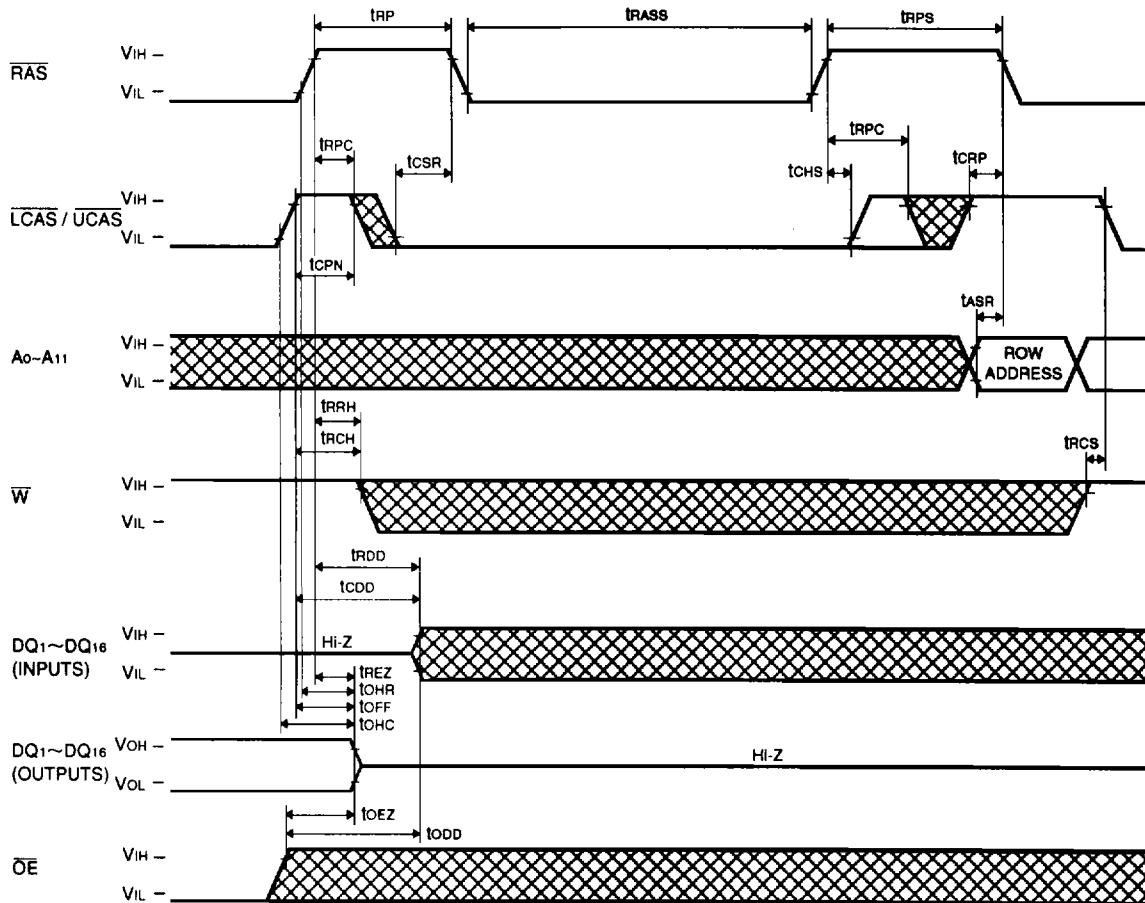 tRP tRASS tRPS
RAS VIH
VIL
tRPC tCSR tRPC tCHS tCRP
LCAS / UCAS VIH
VIL
tCPN
tASR
A0~A11 VIH
VIL
ROW
ADDRESS
tRRH
tRCH
tRCS
W VIH
VIL
tRDD
tCDD
DQ1~DQ16
(INPUTS)
VIH
VIL
Hi-Z
tREZ
tOHR
tOFF
tOHC
DQ1~DQ16
(OUTPUTS)
VOH
VOL
Hi-Z
tOEZ tODD
OE VIH
VIL